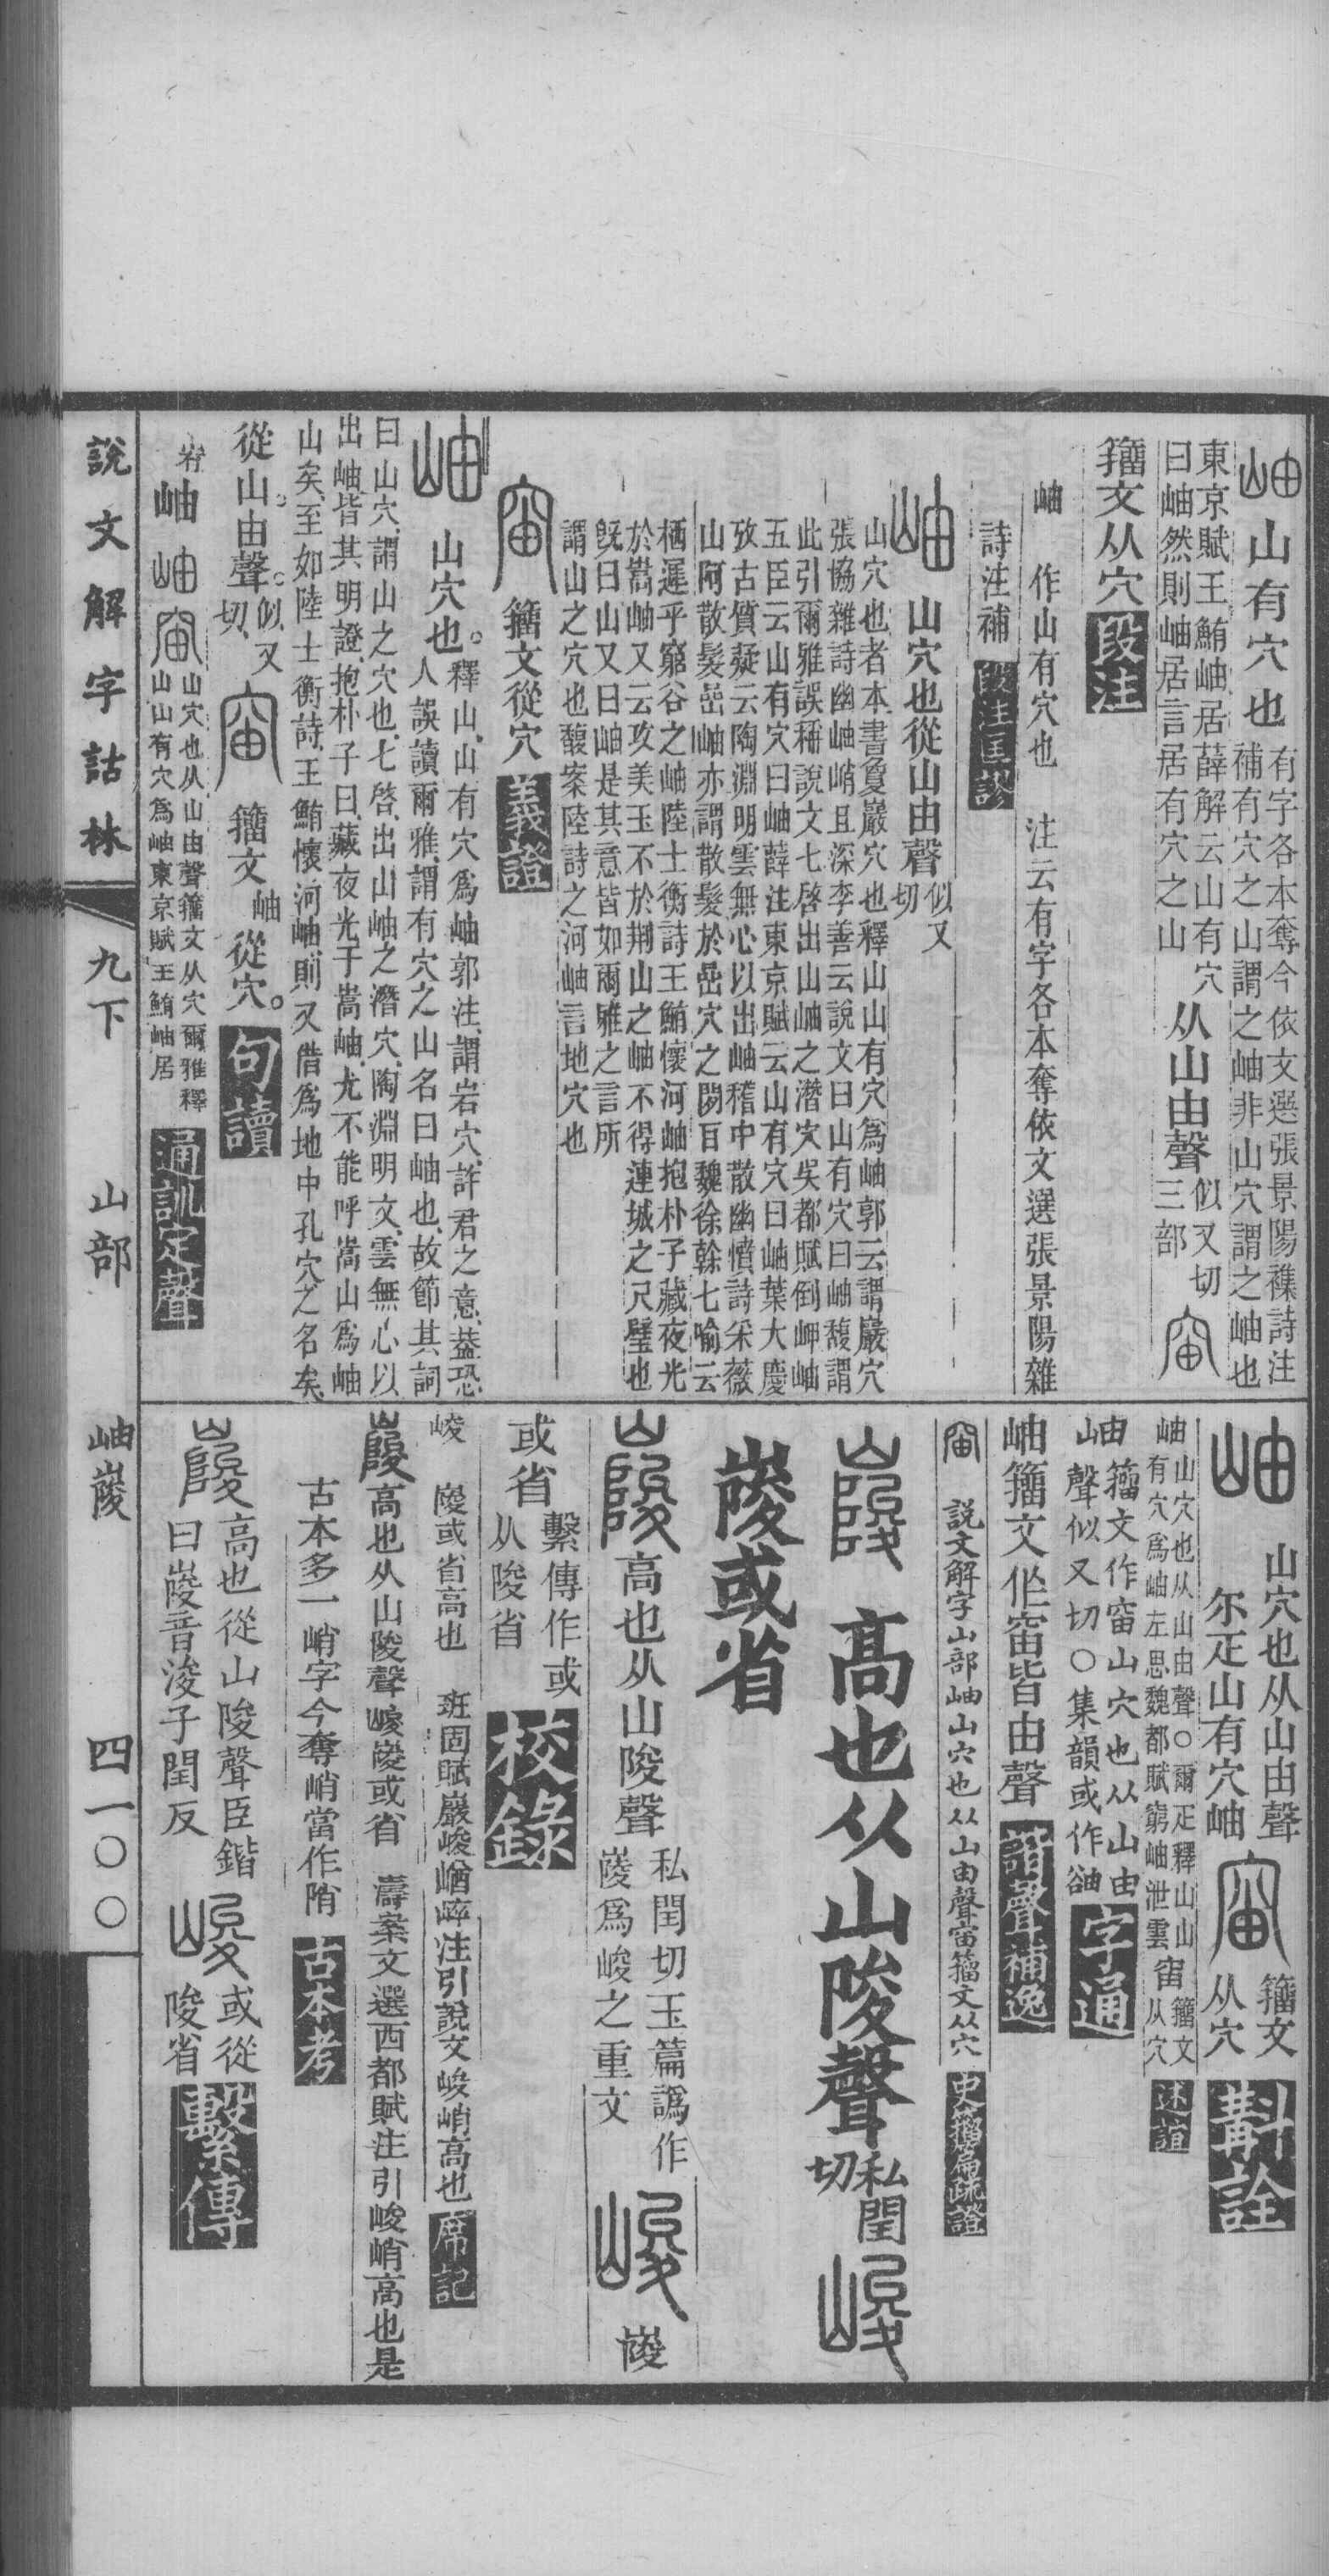 岫山有穴也
有字各本奪今依文選張景陽襍詩注
補有穴之山謂之岫非山穴謂之岫也
東京賦王鮪岫居薛解云山有穴
曰岫然則岫居言居有穴之山
从山由聲
似又切
三部
籀文从穴 段注
岫 作山有穴也 注云有字各本奪依文選張景陽雜
詩注補 段注匡謬
岫 山穴也從山由聲
似又
切
山穴也者本書㕙巖穴也釋山山有穴爲岫郭云謂巖穴
張協雜詩幽岫峭且深李善云說文曰山有穴曰岫馥謂
此引爾雅誤稱說文七啓出山岫之潛穴吳都賦倒岬岫
五臣云山有穴曰岫薛注東京賦云山有穴曰岫葉大慶
攷古質疑云陶淵明雲無心以出岫嵇中散幽憤詩采薇
山阿散髮巖岫亦謂散髮於巖穴之閒百魏徐幹七喻云
栖遲乎窮谷之岫陸士衡詩王鮪懷河岫抱朴子藏夜光
於嵩岫又云攻美玉不於荆山之岫不得連城之尺璧也
旣曰山又曰岫是其意皆如爾雅之言所
謂山之穴也馥案陸詩之河岫言地穴也
籒文從穴 義證
岫 山穴也。
釋山、山有穴爲岫郭注、謂岩穴、許君之意、葢恐
人誤讀爾雅、謂有穴之山名曰岫也、故節其詞
曰山穴、謂山之穴也、七啓、出山岫之潛穴、陶淵明文、雲無心以
出岫、皆其明證、抱朴子曰、藏夜光于嵩岫、尤不能呼嵩山爲岫
山矣、至如陸士衡詩、王鮪懷河岫、則又借爲地中孔穴之名矣、
從山。由聲。
似又
切、
籀文岫從穴。 句讀
岫
山穴也从山由聲籀文从穴爾雅釋
山山有穴爲岫東京賦王鮪岫居
通訓定聲
說文解字詁林 九下 山部 岫㟪 四一〇〇
岫
山穴也从山由聲
尒疋山有穴岫
籀文
从穴
斠詮
岫
山穴也从山由聲〇爾疋釋山山
有穴爲岫左思魏都賦窮岫泄雲
宙
籀文
从穴
述誼
岫
籀文作宙山穴也从山由
聲似又切〇集韻或作䛻
字通
岫籀文作宙皆由聲 諧聲補逸
說文解字山部岫山穴也从山由聲宙籀文从穴 史籀篇疏證
高也从山陖聲
私閏
切
㟪或省
高也从山陖聲
私閏切玉篇譌作
㟪爲峻之重文
峻
㟪
或省
繫傳作或
从陖省
校錄
峻 㟪或省高也 班固賦巖峻崷崪注引說文峻峭高也 席記
高也从山陖聲峻㟪或省 濤案文選西都賦注引峻峭高也是
古本多一峭字今奪峭當作陗 古本考
高也從山陖聲臣鍇
曰㟪音浚子閏反
或從
陖省
繫傳